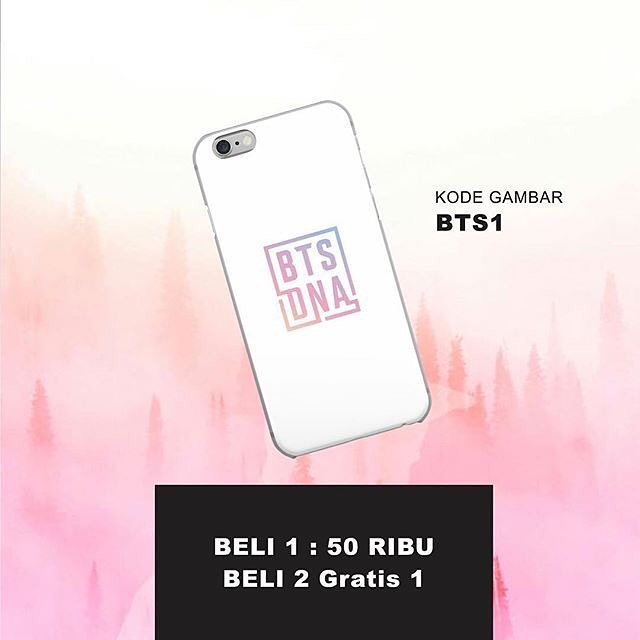 KODE GAMBAR
BTS1
BTS
DNA
BELI 1 : 50 RIBU
BELI 2 Gratis 1